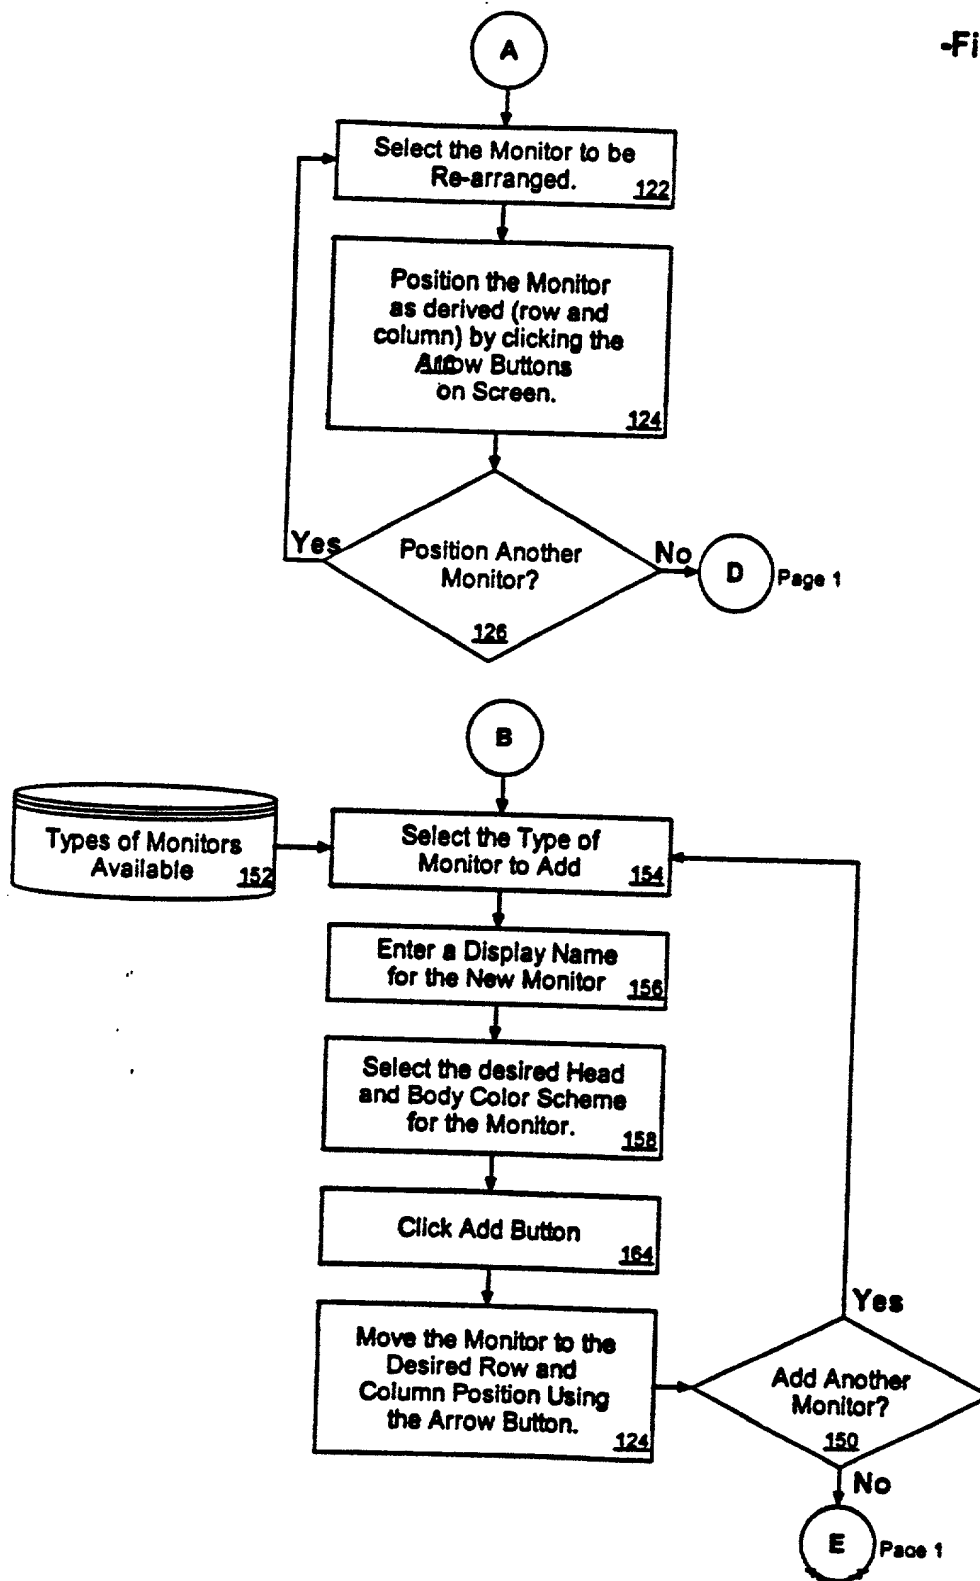 -Fi
A
Select the Monitor to be
Re-arranged.
122
Position the Monitor
as derived (row and
column) by clicking the
Arrow Buttons
on Screen.
124
Yes
Position Another
Monitor?
126
No
D
Page 1
B
Types of Monitors
Available
152
Select the Type of
Monitor to Add
154
Enter a Display Name
for the New Monitor
156
Select the desired Head
and Body Color Scheme
for the Monitor.
158
Click Add Button
164
Move the Monitor to the
Desired Row and
Column Position Using
the Arrow Button.
124
Yes
Add Another
Monitor?
150
No
E
Page 1